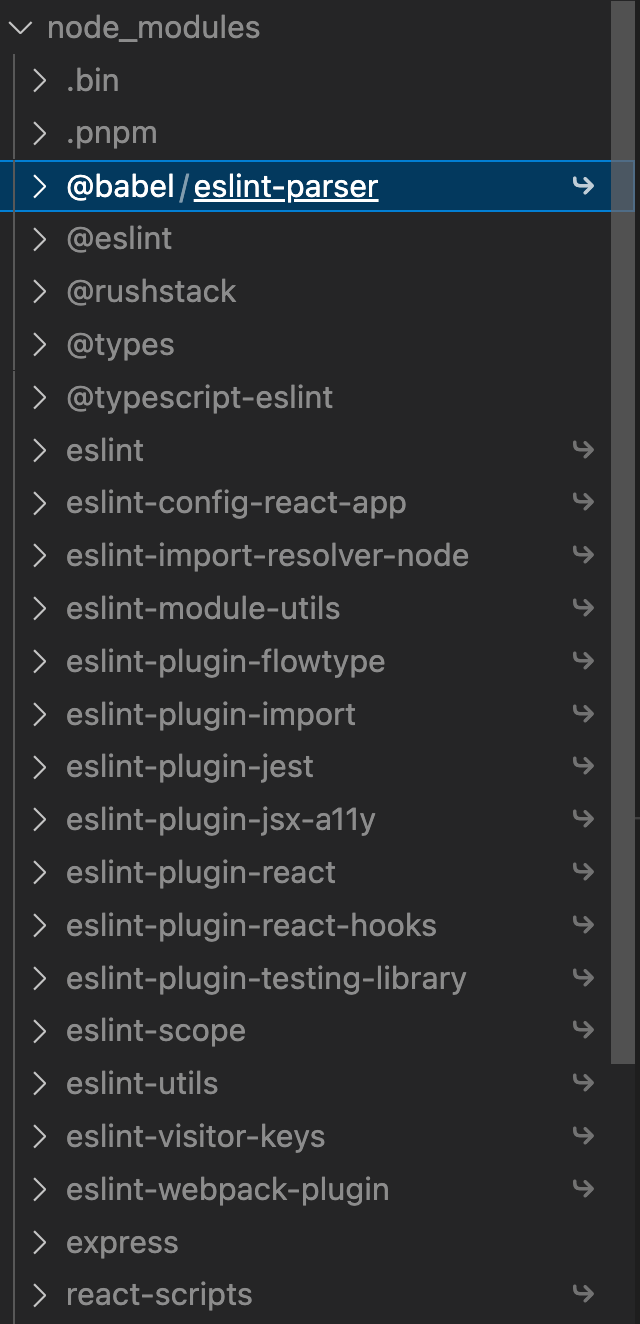 node_modules
.bin
.pnpm
@babel/eslint-parser
@eslint
@rushstack
@types
@typescript-eslint
eslint
eslint-config-react-app
eslint-import-resolver-node
eslint-module-utils
eslint-plugin-flowtype
eslint-plugin-import
eslint-plugin-jest
eslint-plugin-jsx-a11y
eslint-plugin-react
eslint-plugin-react-hooks
eslint-plugin-testing-library
eslint-scope
eslint-utils
eslint-visitor-keys
eslint-webpack-plugin
express
react-scripts